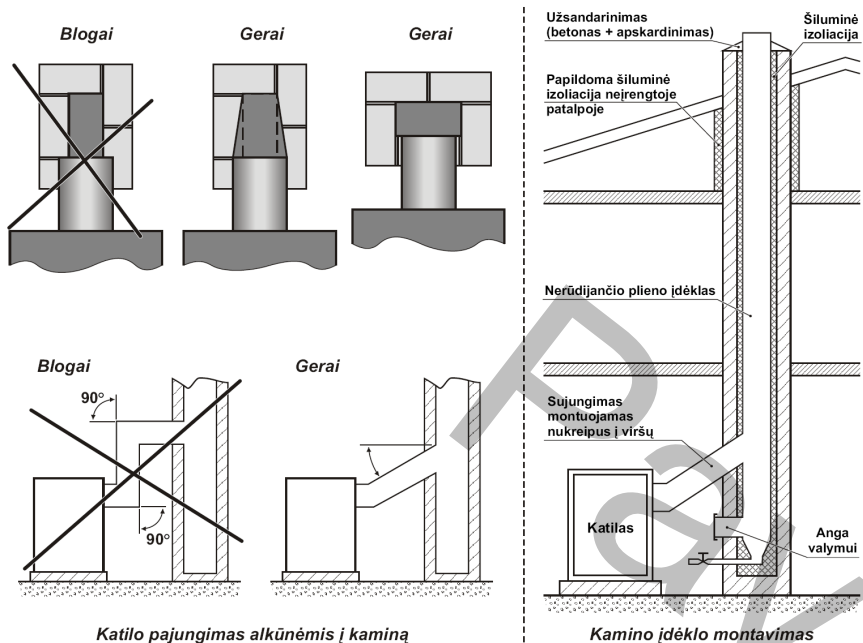 Blogai
Gerai
Gerai
Blogai
90°
90°
Gerai
Katilo pajungimas alkūnėmis į kaminą
Užsandarinimas
(betonas + apskardinimas)
Šiluminė
izoliacija
Papildoma šiluminė
izoliacija neįrengtoje
patalpoje
Nerūdijančio plieno įdėklas
Sujungimas
montuojamas
nukreipus į viršų
Katilas
Anga
valymui
Kamino įdėklo montavimas
Pav